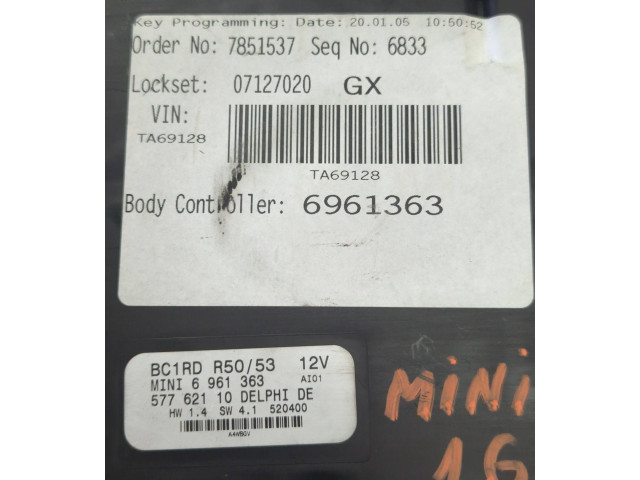 Key Programming: Date: 20.01.05 10:50:52
Order No: 7851537 Seq No: 6833
Lockset: 07127020 GX
VIN:
TA69128
TA69128
Body Controller: 6961363
BC1RD R50/53 12V
MINI 6 961 363 AI01
577 621 10 DELPHI DE
HW 1.4 SW 4.1 520400
A4WBGV
MINI
1G